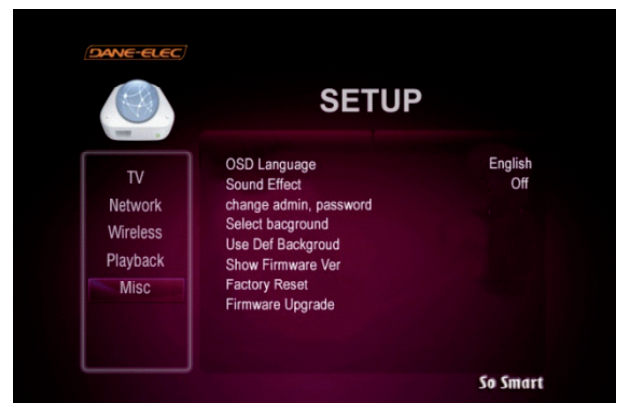 DANE-ELEC
SETUP
TV
Network
Wireless
Playback
Misc
OSD Language English
Sound Effect Off
change admin, password
Select bacground
Use Def Backgroud
Show Firmware Ver
Factory Reset
Firmware Upgrade
So Smart